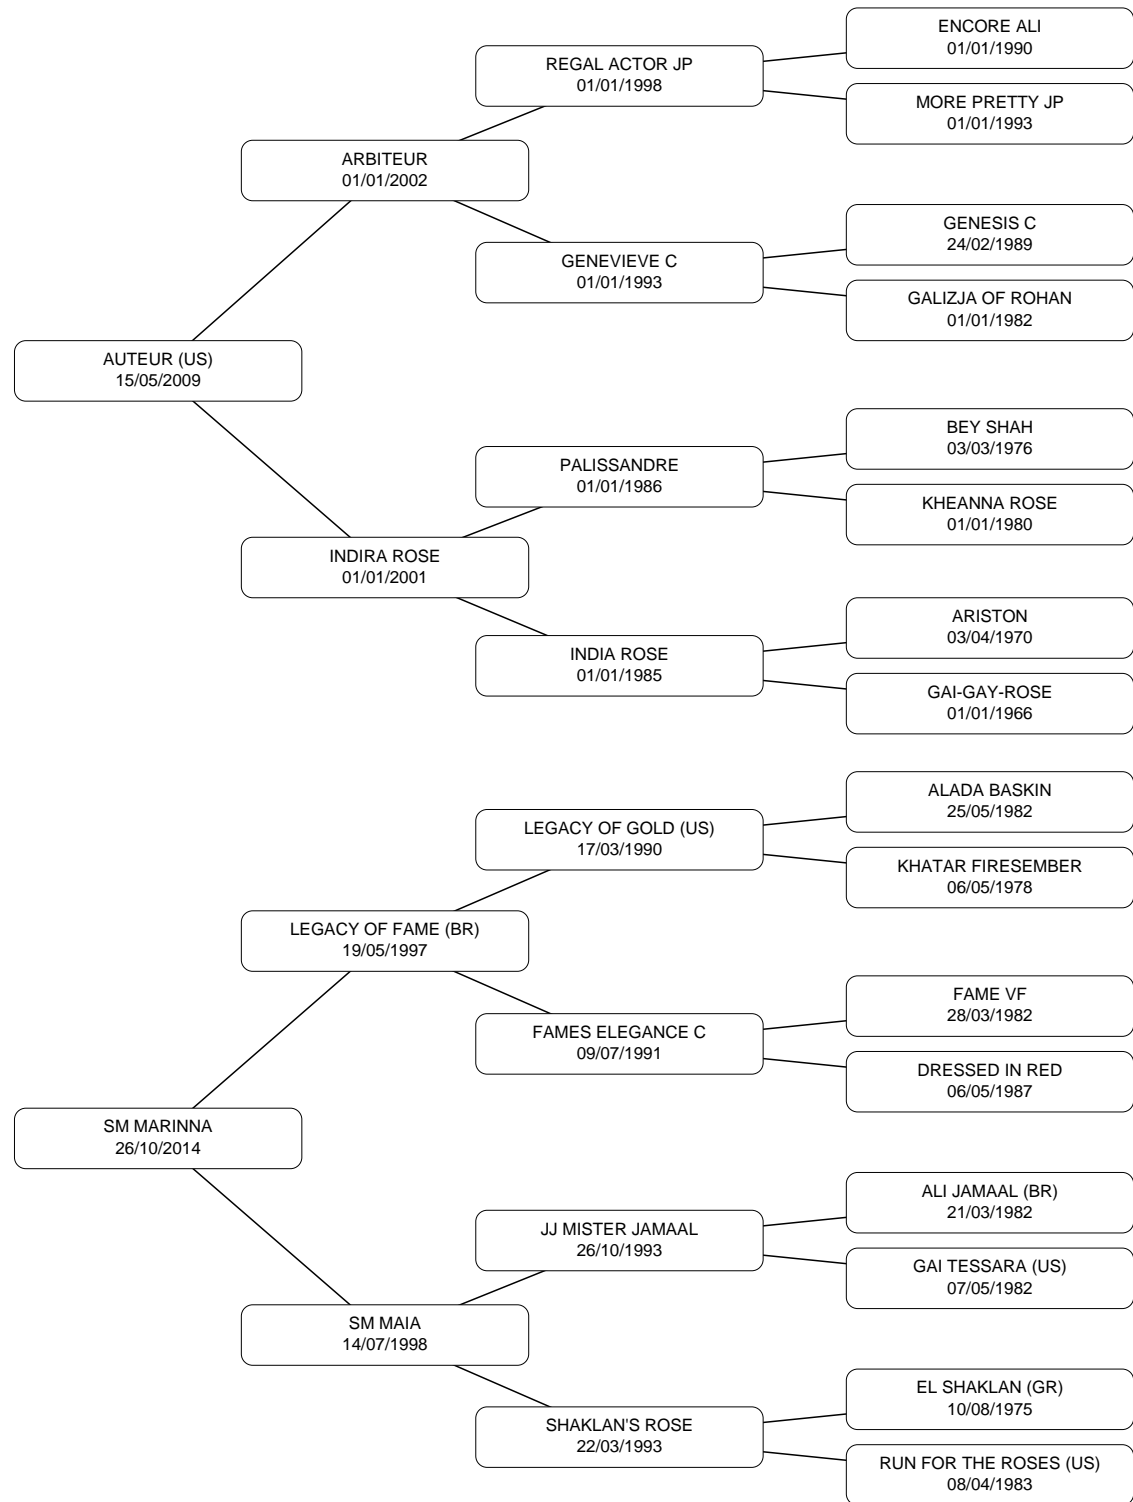 ENCORE ALI
01/01/1990
REGAL ACTOR JP
01/01/1998
MORE PRETTY JP
01/01/1993
ARBITEUR
01/01/2002
GENESIS C
24/02/1989
GENEVIEVE C
01/01/1993
GALIZJA OF ROHAN
01/01/1982
AUTEUR (US)
15/05/2009
BEY SHAH
03/03/1976
PALISSANDRE
01/01/1986
KHEANNA ROSE
01/01/1980
INDIRA ROSE
01/01/2001
ARISTON
03/04/1970
INDIA ROSE
01/01/1985
GAI-GAY-ROSE
01/01/1966
ALADA BASKIN
25/05/1982
LEGACY OF GOLD (US)
17/03/1990
KHATAR FIRESEMBER
06/05/1978
LEGACY OF FAME (BR)
19/05/1997
FAME VF
28/03/1982
FAMES ELEGANCE C
09/07/1991
DRESSED IN RED
06/05/1987
SM MARINNA
26/10/2014
ALI JAMAAL (BR)
21/03/1982
JJ MISTER JAMAAL
26/10/1993
GAI TESSARA (US)
07/05/1982
SM MAIA
14/07/1998
EL SHAKLAN (GR)
10/08/1975
SHAKLAN'S ROSE
22/03/1993
RUN FOR THE ROSES (US)
08/04/1983